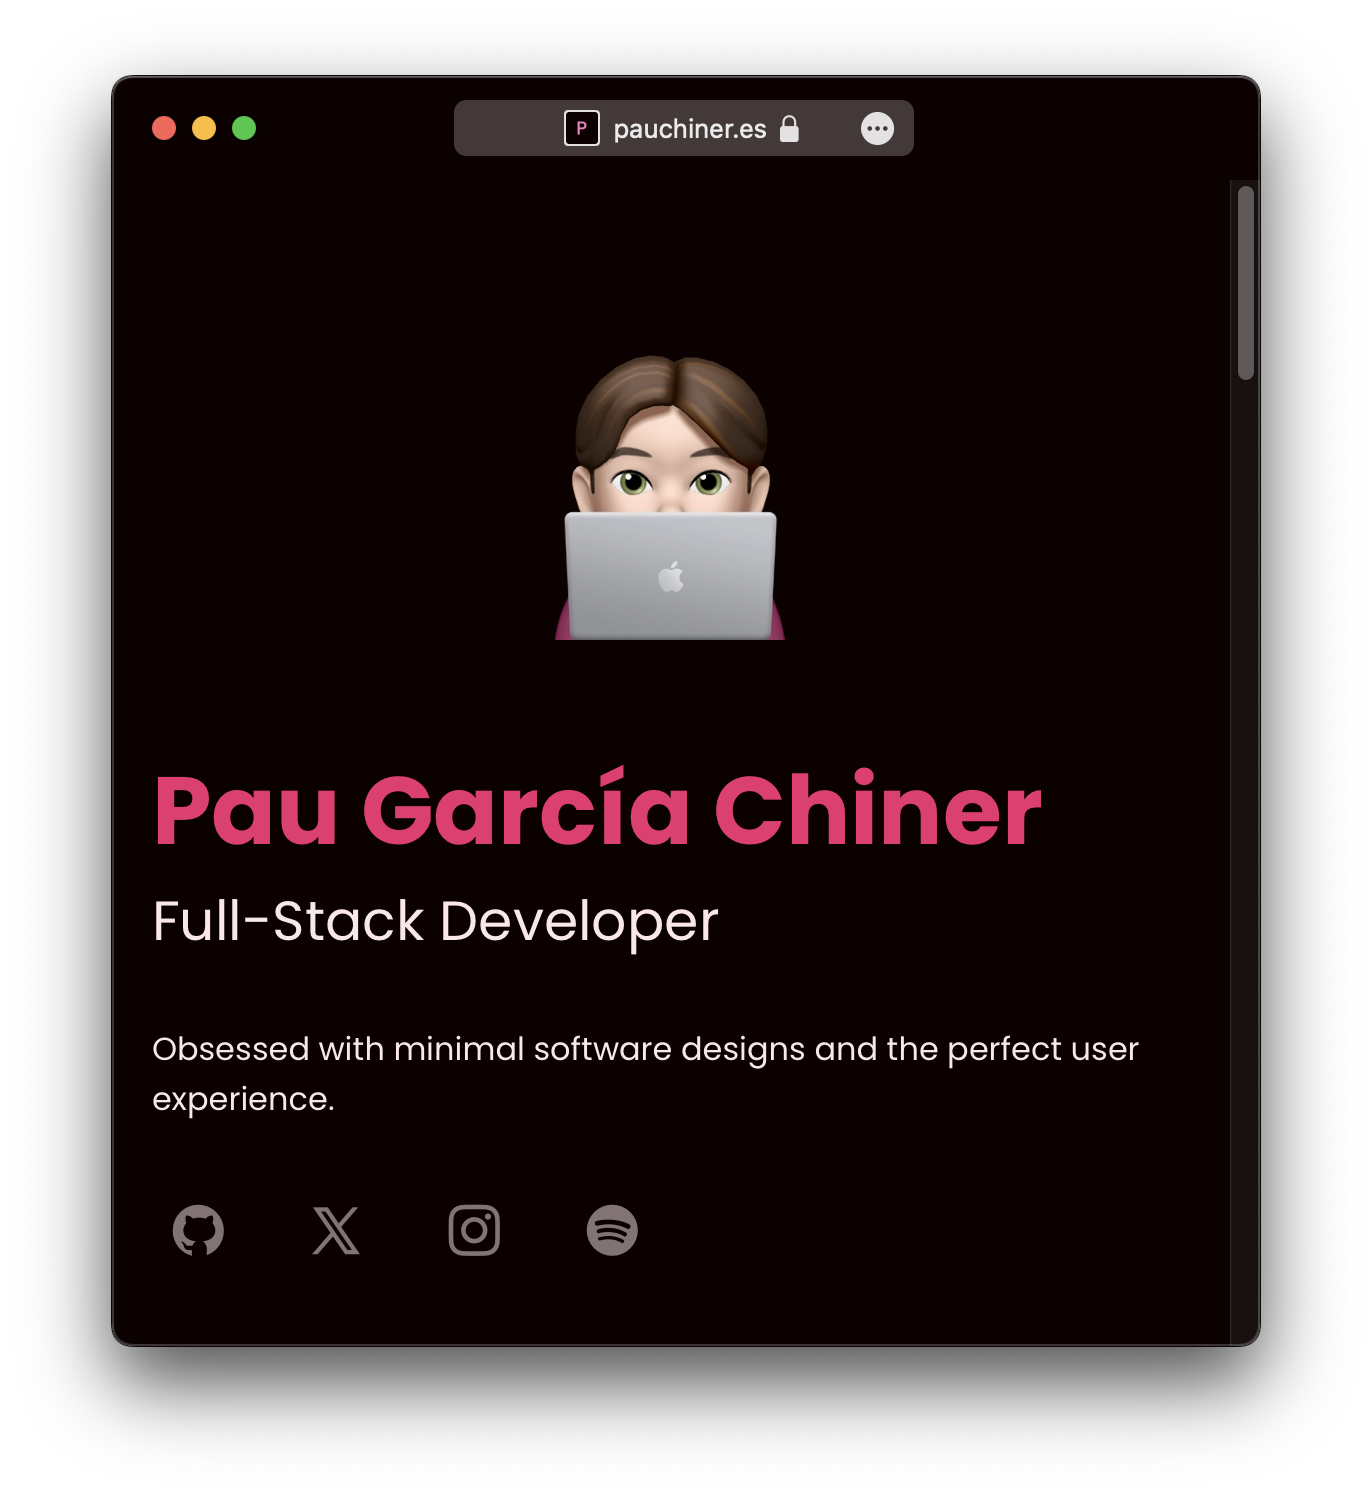 P pauchiner.es
Pau García Chiner
Full-Stack Developer
Obsessed with minimal software designs and the perfect user
experience.